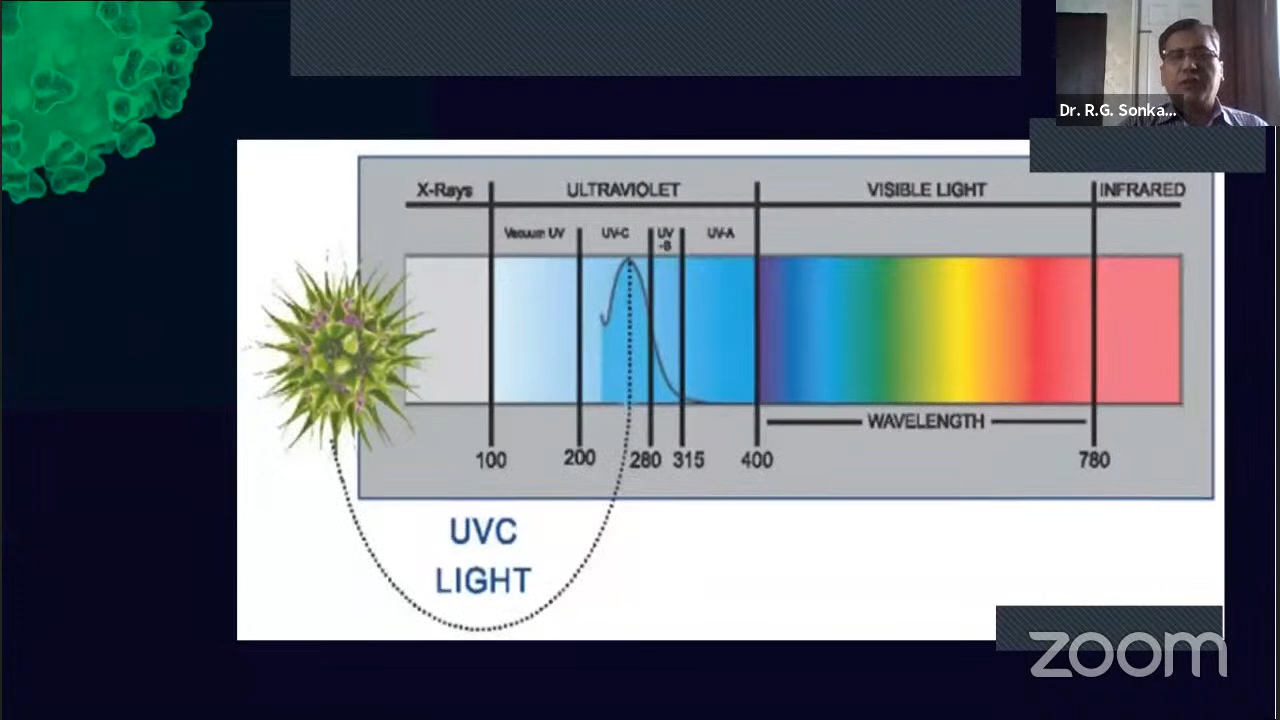 Dr. R.G. Sonka...
X-Rays
ULTRAVIOLET
VISIBLE LIGHT
INFRARED
Vacuum UV
UV-C
UV
-B
UV-A
WAVELENGTH
100
200
280
315
400
780
UVC
LIGHT
zoom